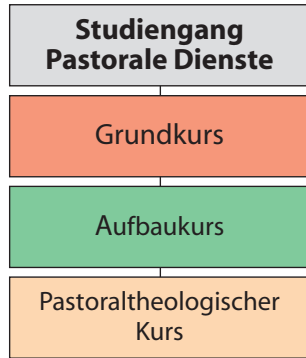 Studiengang
Pastorale Dienste
Grundkurs
Aufbaukurs
Pastoraltheologischer
Kurs